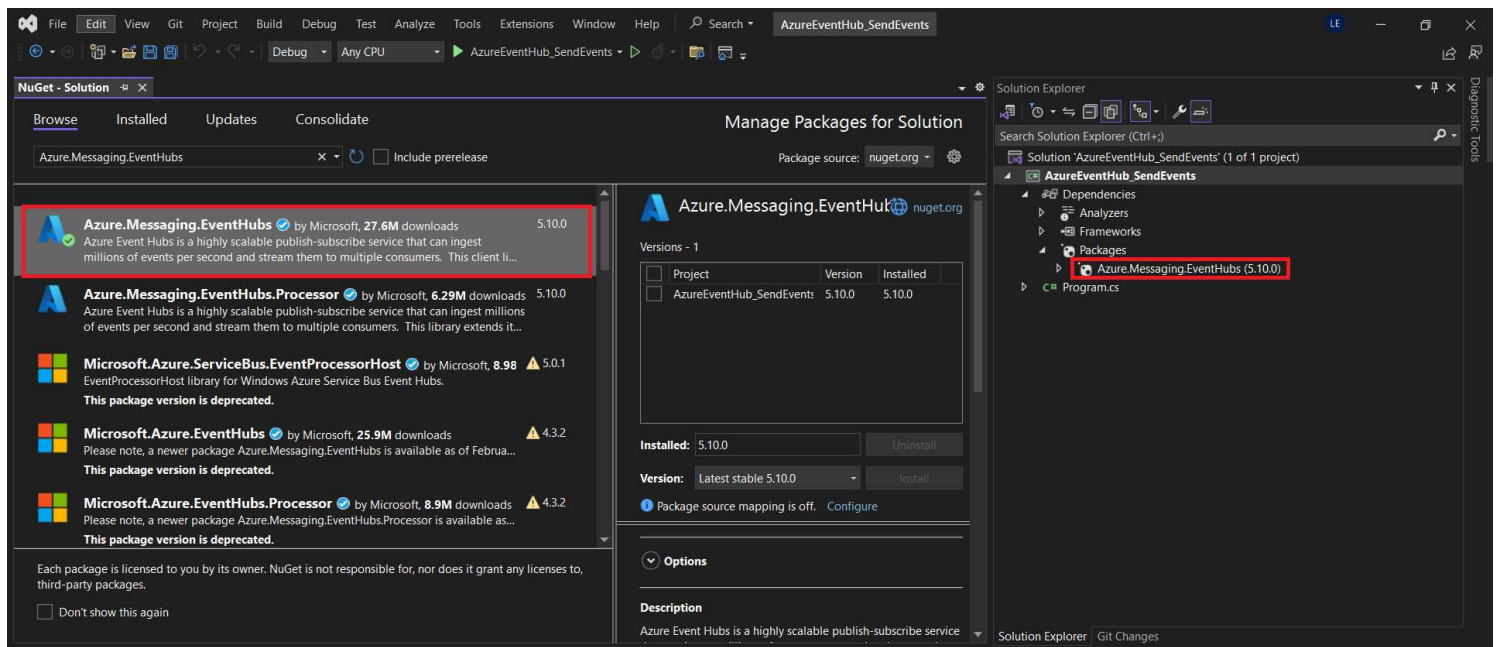 File Edit View Git Project Build Debug Test Analyze Tools Extensions Window Help Search AzureEventHub_SendEvents LE
Debug Any CPU AzureEventHub_SendEvents
NuGet - Solution
Browse Installed Updates Consolidate
Manage Packages for Solution
Azure.Messaging.EventHubs
Include prerelease
Package source: nuget.org
Azure.Messaging.EventHubs by Microsoft, 27.6M downloads 5.10.0
Azure Event Hubs is a highly scalable publish-subscribe service that can ingest
millions of events per second and stream them to multiple consumers. This client li...
Azure.Messaging.EventHubs.Processor by Microsoft, 6.29M downloads 5.10.0
Azure Event Hubs is a highly scalable publish-subscribe service that can ingest millions
of events per second and stream them to multiple consumers. This library extends it...
Microsoft.Azure.ServiceBus.EventProcessorHost by Microsoft, 8.98 5.0.1
EventProcessorHost library for Windows Azure Service Bus Event Hubs.
This package version is deprecated.
Microsoft.Azure.EventHubs by Microsoft, 25.9M downloads 4.3.2
Please note, a newer package Azure.Messaging.EventHubs is available as of Februa...
This package version is deprecated.
Microsoft.Azure.EventHubs.Processor by Microsoft, 8.9M downloads 4.3.2
Please note, a newer package Azure.Messaging.EventHubs.Processor is available as...
This package version is deprecated.
Each package is licensed to you by its owner. NuGet is not responsible for, nor does it grant any licenses to,
third-party packages.
Don't show this again
Azure.Messaging.EventHub nuget.org
Versions - 1
Project Version Installed
AzureEventHub_SendEvents 5.10.0 5.10.0
Installed: 5.10.0 Uninstall
Version: Latest stable 5.10.0 Install
Package source mapping is off. Configure
Options
Description
Azure Event Hubs is a highly scalable publish-subscribe service
Solution Explorer
Search Solution Explorer (Ctrl+;)
Solution 'AzureEventHub_SendEvents' (1 of 1 project)
C# AzureEventHub_SendEvents
Dependencies
Analyzers
Frameworks
Packages
Azure.Messaging.EventHubs (5.10.0)
C# Program.cs
Solution Explorer Git Changes
Diagnostic Tools